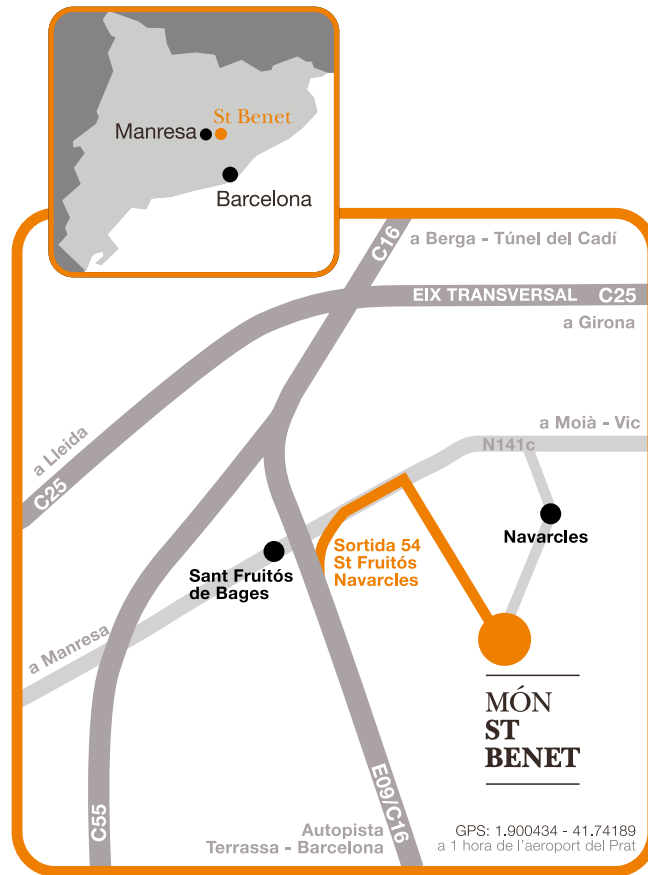 St Benet
Manresa
Barcelona
C16
a Berga - Túnel del Cadí
EIX TRANSVERSAL C25
a Girona
a Lleida
C25
a Moià - Vic
N141c
Navarcles
Sortida 54
St Fruitós
Navarcles
Sant Fruitós
de Bages
a Manresa
MÓN
ST
BENET
C55
E09/C16
Autopista
Terrassa - Barcelona
GPS: 1.900434 - 41.74189
a 1 hora de l'aeroport del Prat